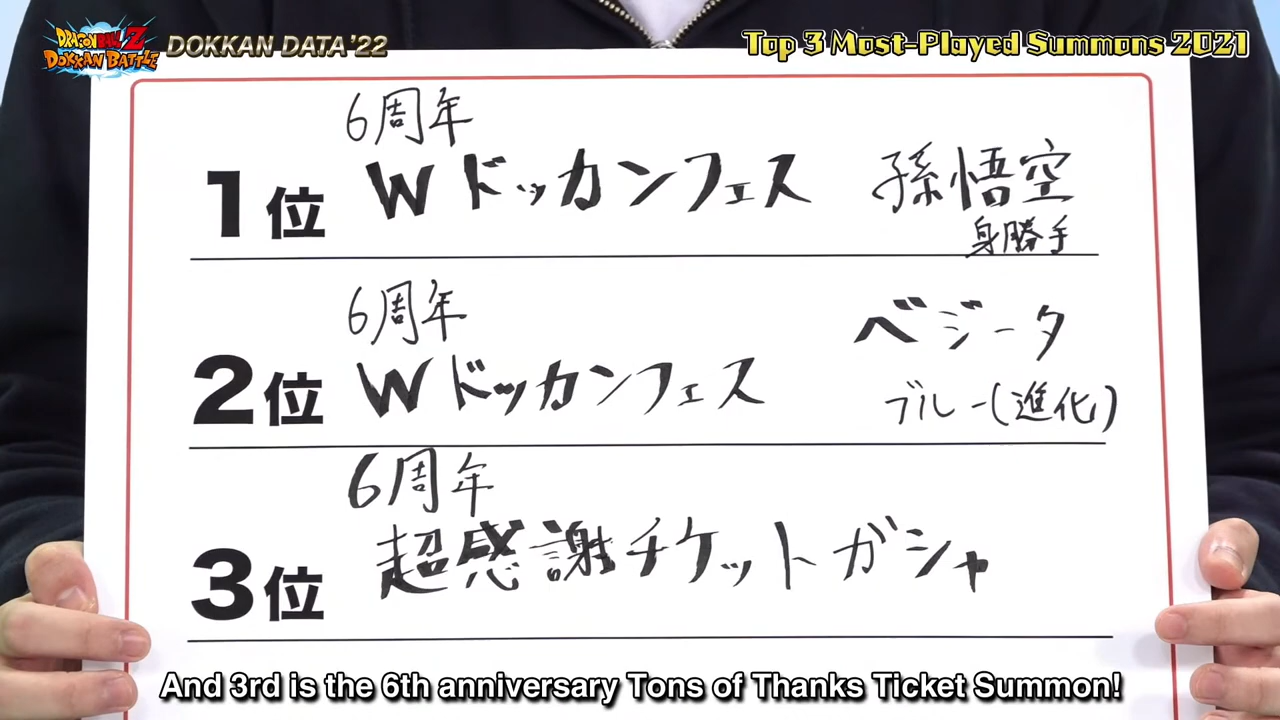 DRAGON BALL Z
DOKKAN BATTLE
DOKKAN DATA'22
Top 3 Most-Played Summons 2021
6周年
1位 Wドッカンフェス 孫悟空
身勝手
6周年
ベジータ
2位 Wドッカンフェス
ブルー(進化)
6周年
3位 超感謝チケットガシャ
And 3rd is the 6th anniversary Tons of Thanks Ticket Summon!